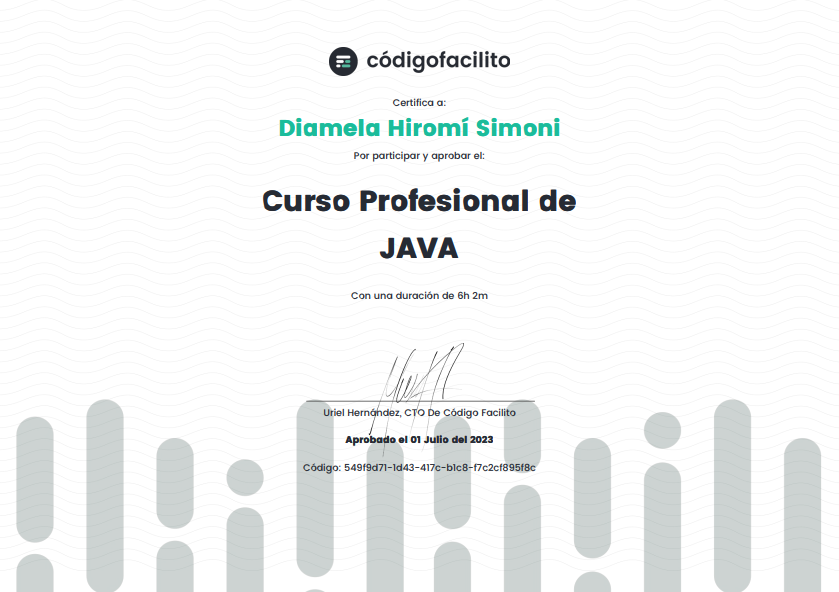 códigofacilito
Certifica a:
Diamela Hiromí Simoni
Por participar y aprobar el:
Curso Profesional de
JAVA
Con una duración de 6h 2m
Uriel Hernández, CTO De Código Facilito
Aprobado el 01 Julio del 2023
Código: 549f9d71-1d43-417c-b1c8-f7c2cf895f8c